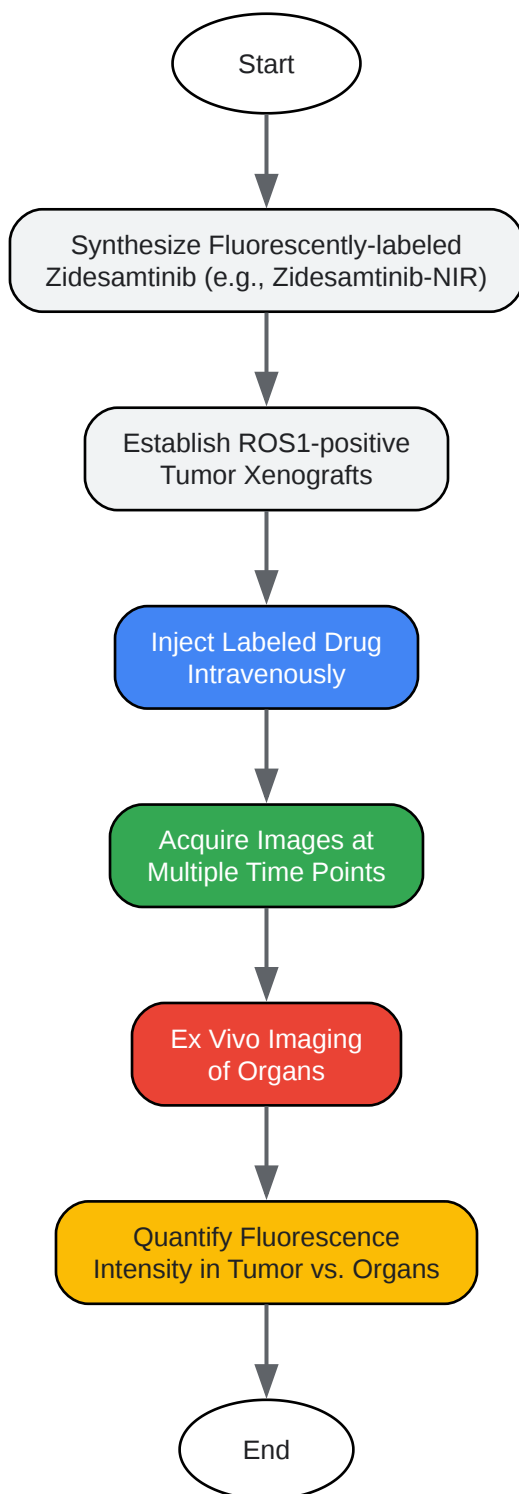 Start
Synthesize Fluorescently-labeled
Zidesamtinib (e.g., Zidesamtinib-NIR)
Establish ROS1-positive
Tumor Xenografts
Inject Labeled Drug
Intravenously
Acquire Images at
Multiple Time Points
Ex Vivo Imaging
of Organs
Quantify Fluorescence
Intensity in Tumor vs. Organs
End